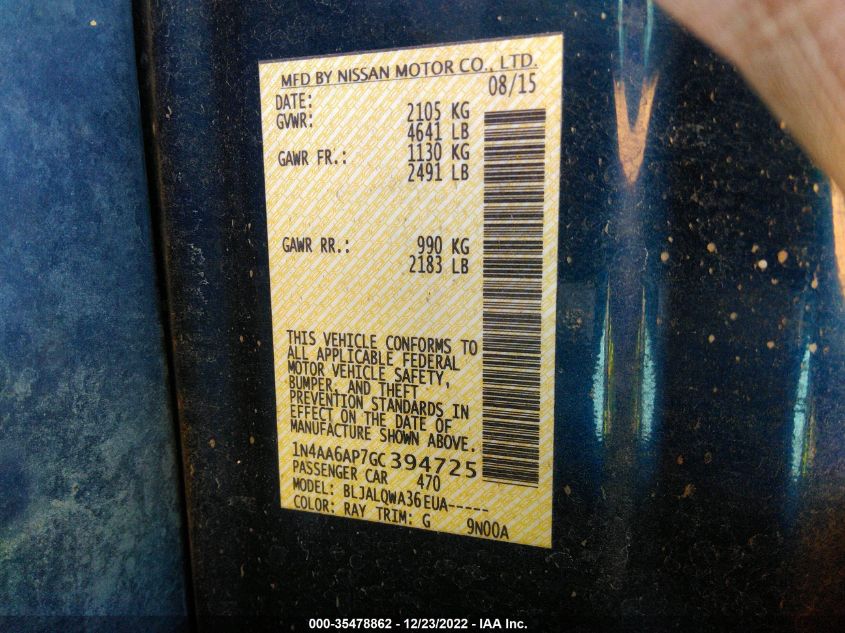 MFD BY NISSAN MOTOR CO., LTD.
DATE: 08/15
GVWR: 2105 KG
4641 LB
GAWR FR.: 1130 KG
2491 LB
GAWR RR.: 990 KG
2183 LB
THIS VEHICLE CONFORMS TO
ALL APPLICABLE FEDERAL
MOTOR VEHICLE SAFETY,
BUMPER, AND THEFT
PREVENTION STANDARDS IN
EFFECT ON THE DATE OF
MANUFACTURE SHOWN ABOVE.
1N4AA6AP7GC394725
PASSENGER CAR 470
MODEL: BLJALQWA36EUA-----
COLOR: RAY TRIM: G 9N00A
000-35478862 - 12/23/2022 - IAA Inc.